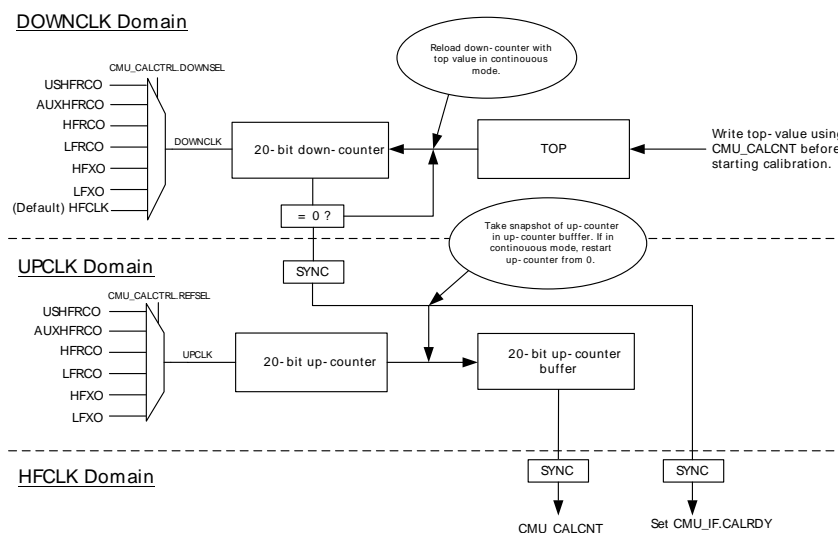 DOWNCLK Domain
CMU_CALCTRL.DOWNSEL
USHFRCO
AUXHFRCO
HFRCO
LFRCO
HFXO
LFXO
(Default) HFCLK
DOWNCLK
20-bit down-counter
= 0 ?
Reload down-counter with
top value in continouous
mode.
TOP
Write top-value using
CMU_CALCNT before
starting calibration.
SYNC
Take snapshot of up-counter
in up-counter bufffer. If in
continouous mode, restart
up-counter from 0.
UPCLK Domain
CMU_CALCTRL.REFSEL
USHFRCO
AUXHFRCO
HFRCO
LFRCO
HFXO
LFXO
UPCLK
20-bit up-counter
20-bit up-counter
buffer
HFCLK Domain
SYNC
SYNC
CMU_CALCNT
Set CMU_IF.CALRDY